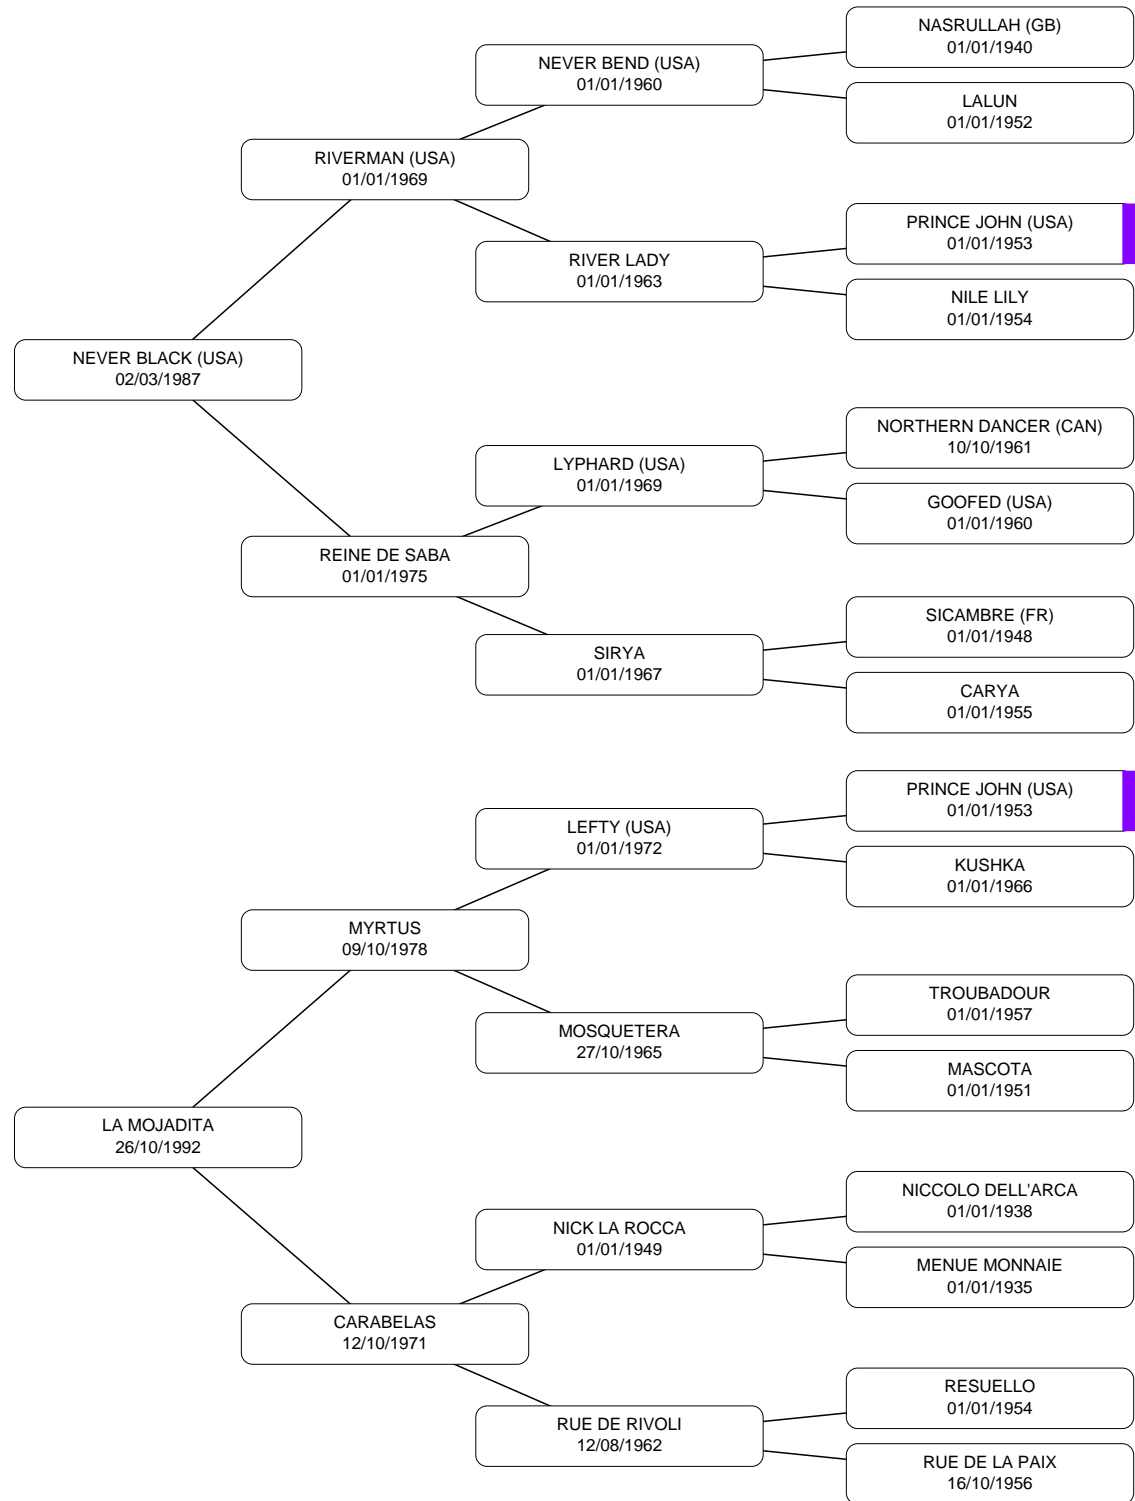 NASRULLAH (GB)
01/01/1940
NEVER BEND (USA)
01/01/1960
LALUN
01/01/1952
RIVERMAN (USA)
01/01/1969
PRINCE JOHN (USA)
01/01/1953
RIVER LADY
01/01/1963
NILE LILY
01/01/1954
NEVER BLACK (USA)
02/03/1987
NORTHERN DANCER (CAN)
10/10/1961
LYPHARD (USA)
01/01/1969
GOOFED (USA)
01/01/1960
REINE DE SABA
01/01/1975
SICAMBRE (FR)
01/01/1948
SIRYA
01/01/1967
CARYA
01/01/1955
PRINCE JOHN (USA)
01/01/1953
LEFTY (USA)
01/01/1972
KUSHKA
01/01/1966
MYRTUS
09/10/1978
TROUBADOUR
01/01/1957
MOSQUETERA
27/10/1965
MASCOTA
01/01/1951
LA MOJADITA
26/10/1992
NICCOLO DELL'ARCA
01/01/1938
NICK LA ROCCA
01/01/1949
MENUE MONNAIE
01/01/1935
CARABELAS
12/10/1971
RESUELLO
01/01/1954
RUE DE RIVOLI
12/08/1962
RUE DE LA PAIX
16/10/1956